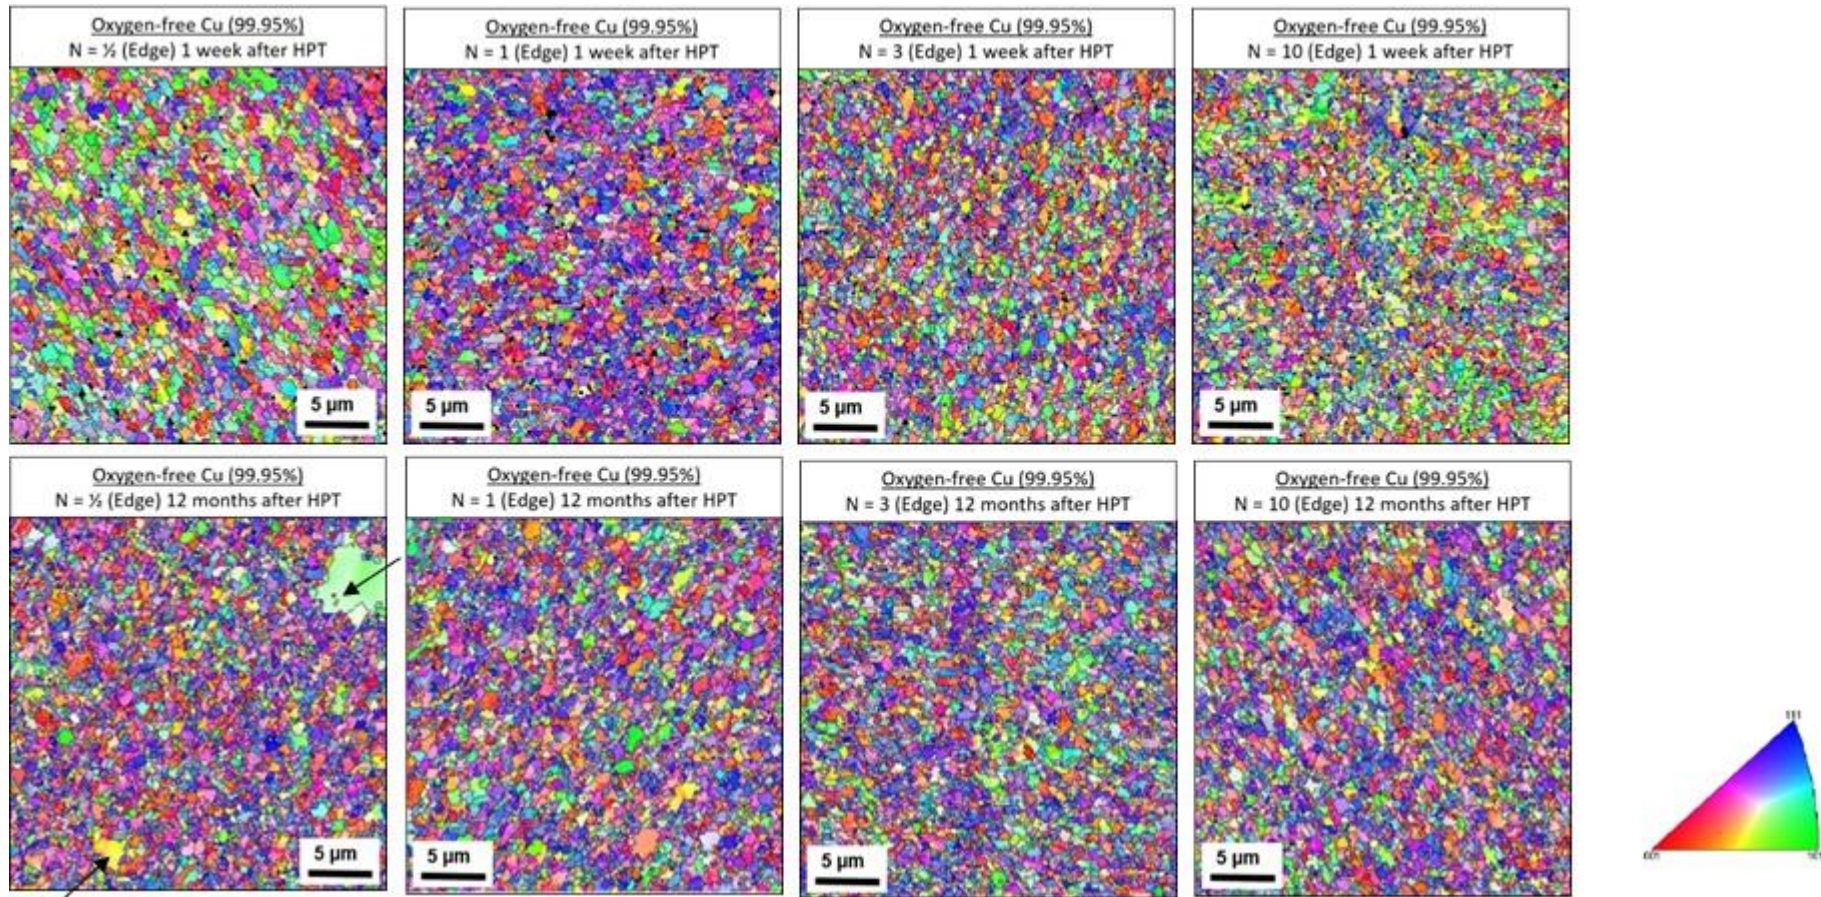 Oxygen-free Cu (99.95%)
N = ½ (Edge) 1 week after HPT
5 µm
Oxygen-free Cu (99.95%)
N = 1 (Edge) 1 week after HPT
5 µm
Oxygen-free Cu (99.95%)
N = 3 (Edge) 1 week after HPT
5 µm
Oxygen-free Cu (99.95%)
N = 10 (Edge) 1 week after HPT
5 µm
Oxygen-free Cu (99.95%)
N = ½ (Edge) 12 months after HPT
5 µm
Oxygen-free Cu (99.95%)
N = 1 (Edge) 12 months after HPT
5 µm
Oxygen-free Cu (99.95%)
N = 3 (Edge) 12 months after HPT
5 µm
Oxygen-free Cu (99.95%)
N = 10 (Edge) 12 months after HPT
5 µm
111
001
101